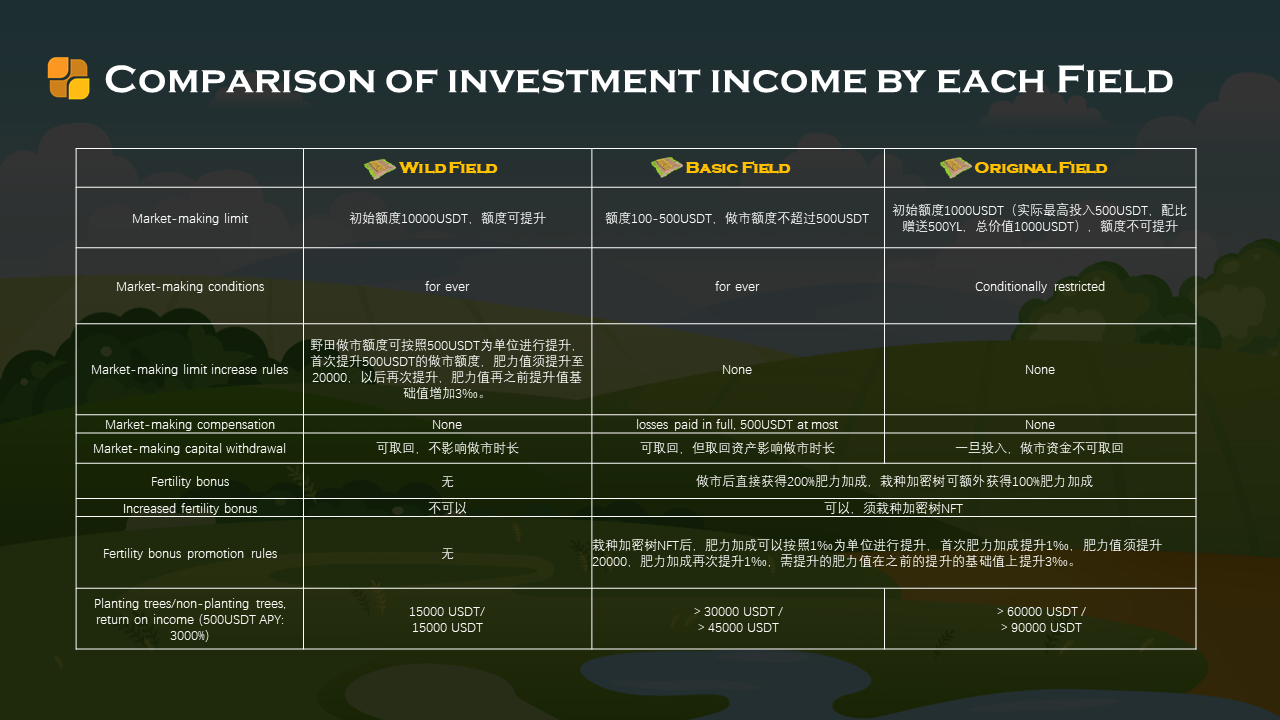 Comparison of investment income by each Field
Wild Field
Basic Field
Original Field
Market-making limit
初始额度10000USDT，额度可提升
额度100-500USDT，做市额度不超过500USDT
初始额度1000USDT（实际最高投入500USDT，配比
赠送500YL，总价值1000USDT），额度不可提升
Market-making conditions
for ever
for ever
Conditionally restricted
Market-making limit increase rules
野田做市额度可按照500USDT为单位进行提升，
首次提升500USDT的做市额度，肥力值须提升至
20000，以后再次提升，肥力值再之前提升值基
础值增加3‰。
None
None
Market-making compensation
None
losses paid in full, 500USDT at most
None
Market-making capital withdrawal
可取回，不影响做市时长
可取回，但取回资产影响做市时长
一旦投入，做市资金不可取回
Fertility bonus
无
做市后直接获得200%肥力加成，栽种加密树可额外获得100%肥力加成
Increased fertility bonus
不可以
可以，须栽种加密树NFT
Fertility bonus promotion rules
无
栽种加密树NFT后，肥力加成可以按照1‰为单位进行提升，首次肥力加成提升1‰，肥力值须提升
20000，肥力加成再次提升1‰，需提升的肥力值在之前的提升的基础值上提升3‰。
Planting trees/non-planting trees,
return on income (500USDT APY:
3000%)
15000 USDT/
15000 USDT
> 30000 USDT /
> 45000 USDT
> 60000 USDT /
> 90000 USDT